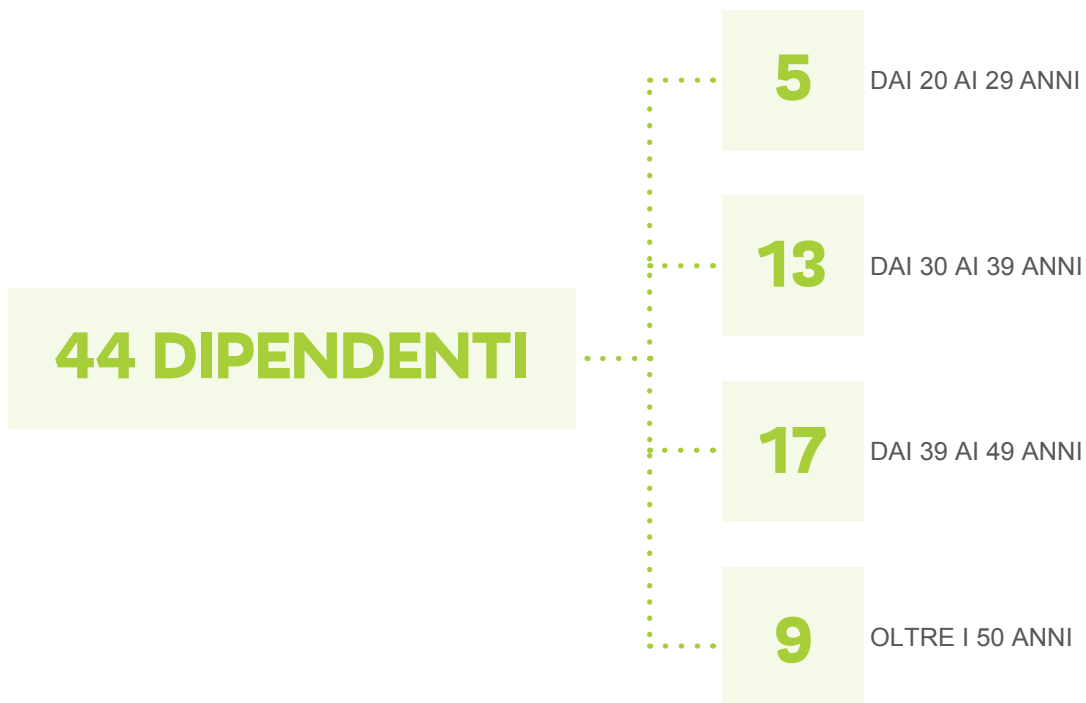 44 DIPENDENTI
5
DAI 20 AI 29 ANNI
13
DAI 30 AI 39 ANNI
17
DAI 39 AI 49 ANNI
9
OLTRE I 50 ANNI